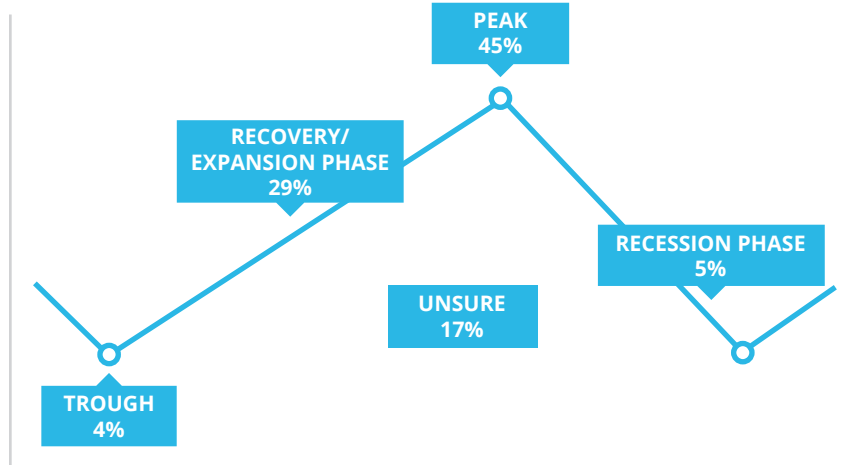 PEAK
45%
RECOVERY/
EXPANSION PHASE
29%
RECESSION PHASE
5%
UNSURE
17%
TROUGH
4%